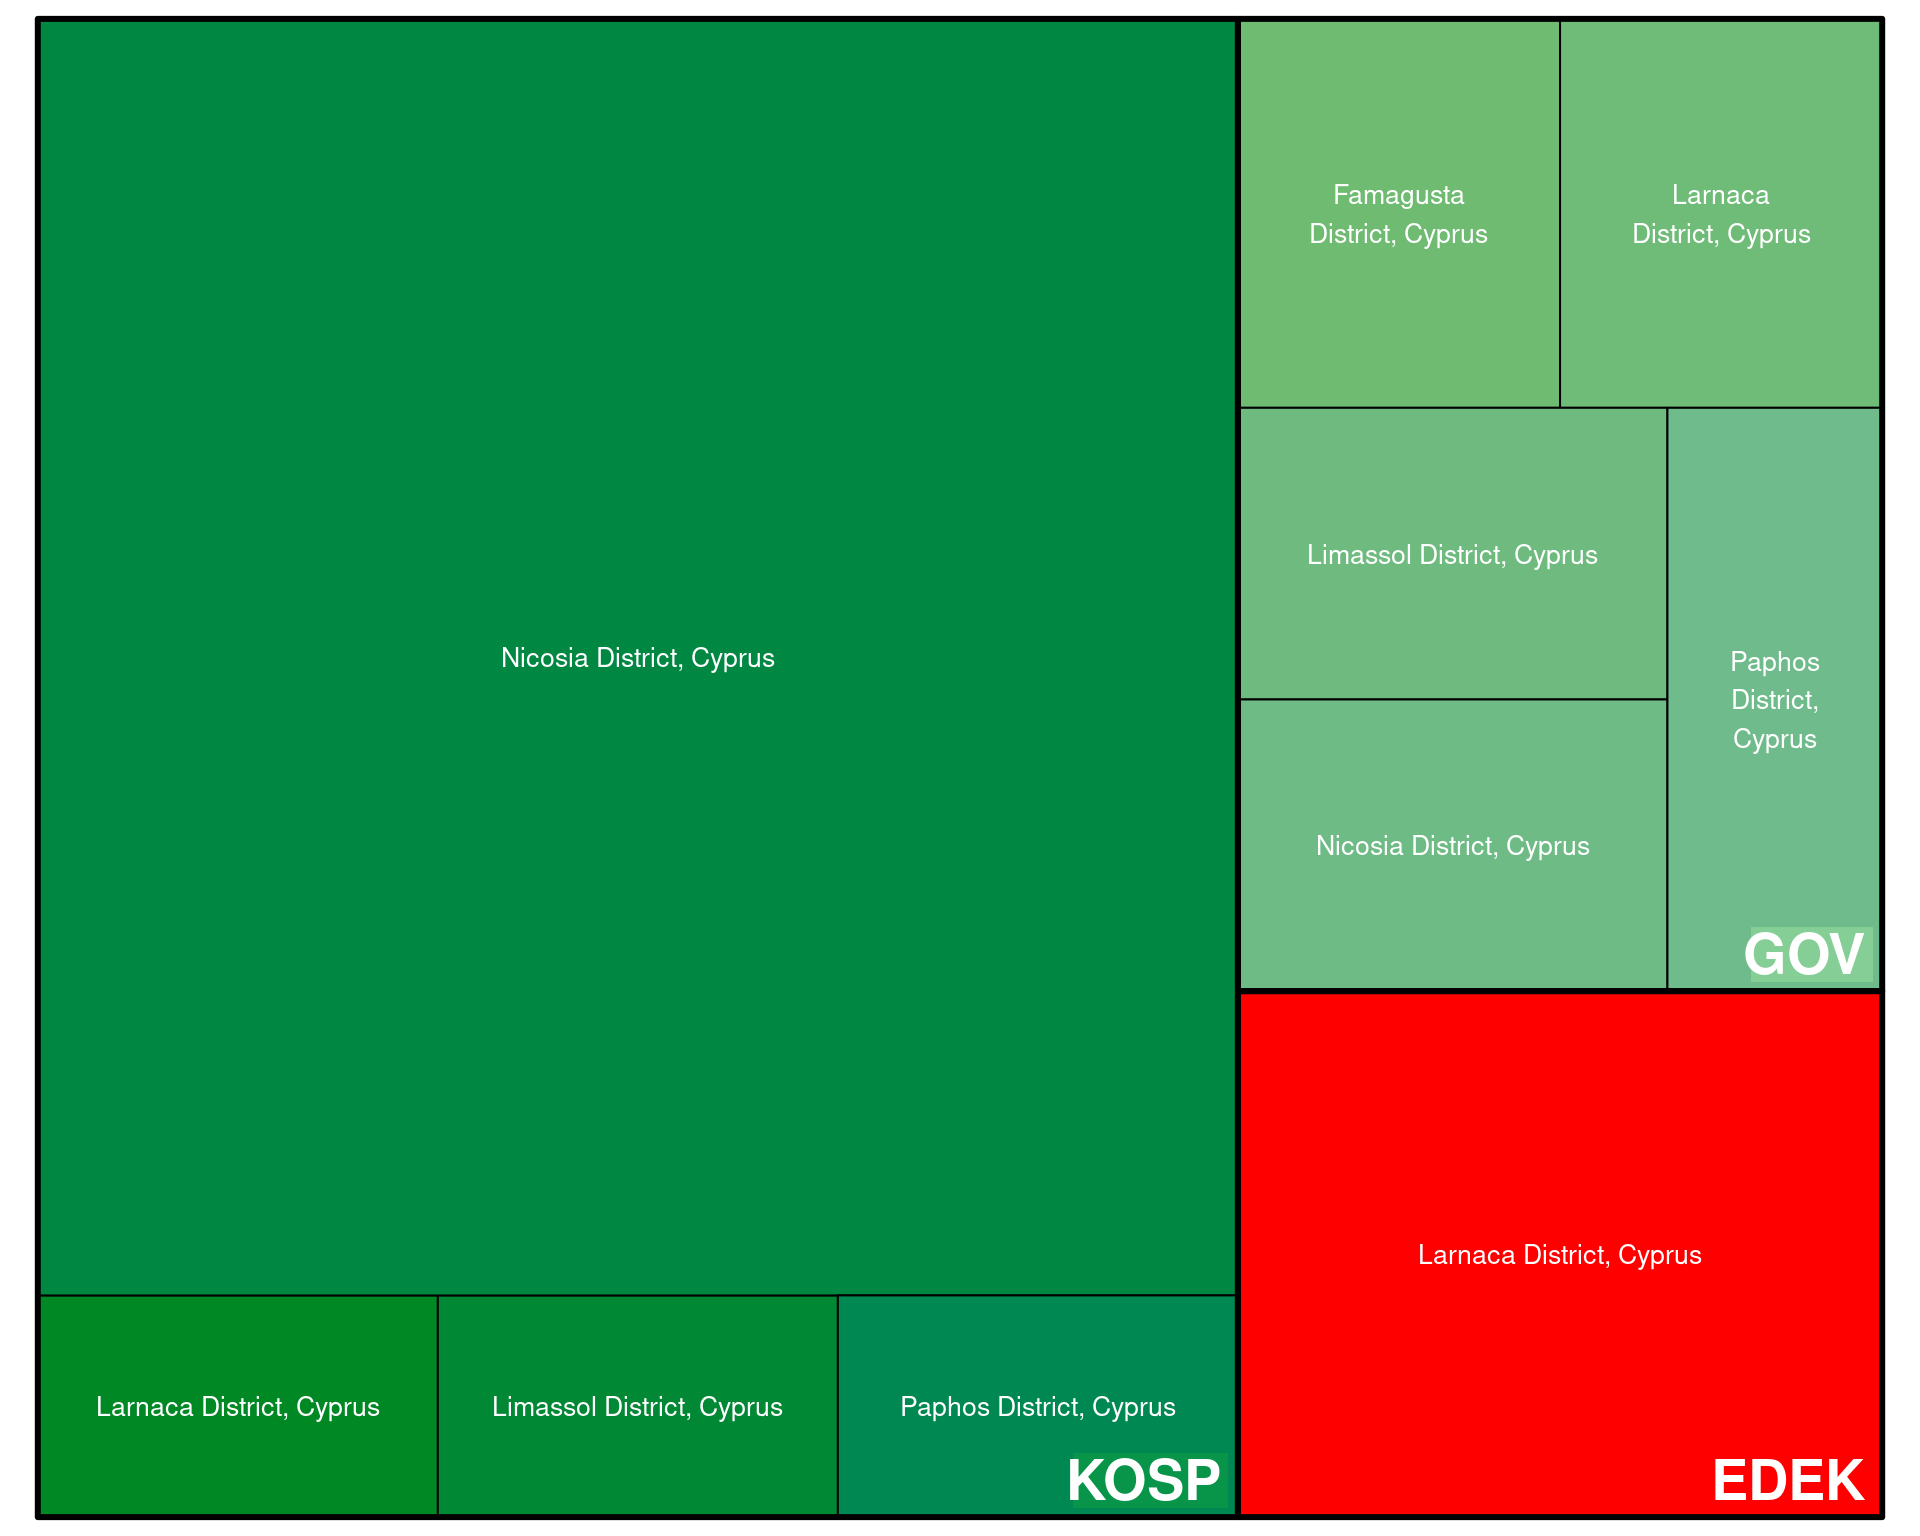 Nicosia District, Cyprus
Larnaca District, Cyprus
Limassol District, Cyprus
Paphos District, Cyprus
KOSP
Famagusta
District, Cyprus
Larnaca
District, Cyprus
Limassol District, Cyprus
Nicosia District, Cyprus
Paphos
District,
Cyprus
GOV
Larnaca District, Cyprus
EDEK